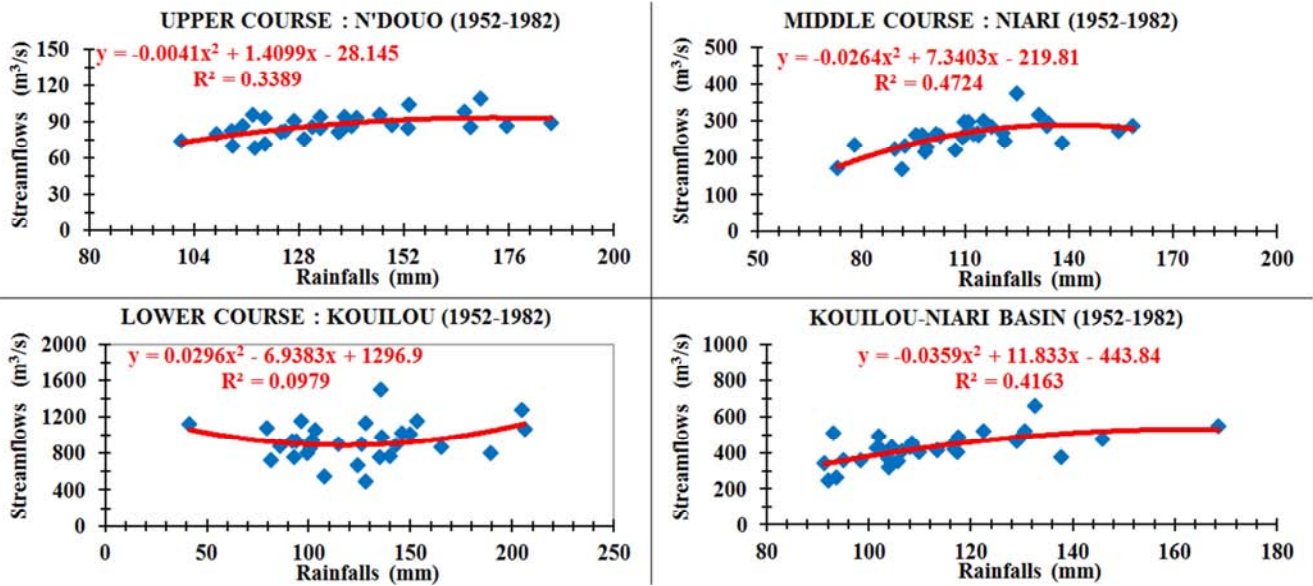 UPPER COURSE : N'DOUO (1952-1982)
y = -0.0041x² + 1.4099x - 28.145
R² = 0.3389
Streamflows (m³/s)
150
120
90
60
30
0
80 104 128 152 176 200
Rainfalls (mm)
MIDDLE COURSE : NIARI (1952-1982)
y = -0.0264x² + 7.3403x - 219.81
R² = 0.4724
Streamflows (m³/s)
500
400
300
200
100
0
50 80 110 140 170 200
Rainfalls (mm)
LOWER COURSE : KOUILOU (1952-1982)
y = 0.0296x² - 6.9383x + 1296.9
R² = 0.0979
Streamflows (m³/s)
2000
1600
1200
800
400
0
0 50 100 150 200 250
Rainfalls (mm)
KOUILOU-NIARI BASIN (1952-1982)
y = -0.0359x² + 11.833x - 443.84
R² = 0.4163
Streamflows (m³/s)
1000
800
600
400
200
0
80 100 120 140 160 180
Rainfalls (mm)